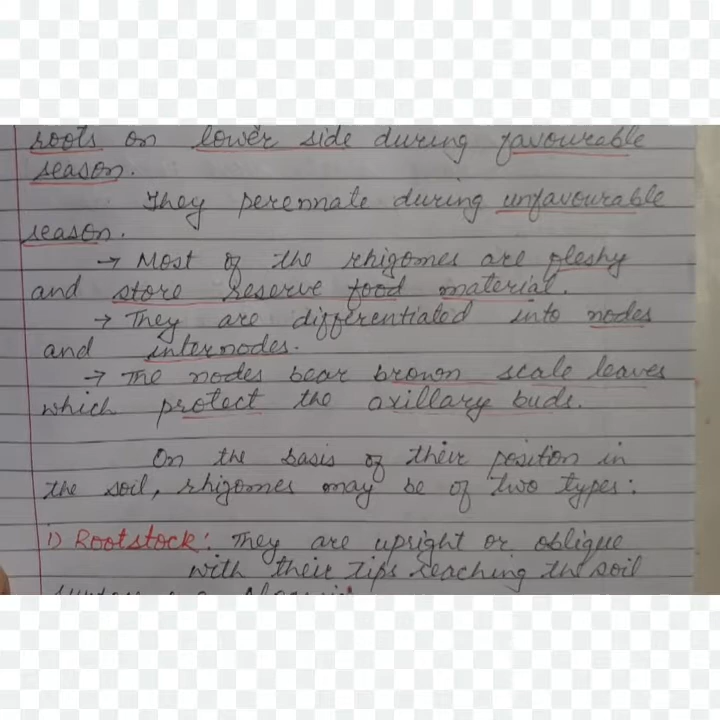 roots on lower side during favourable
season.
They perennate during unfavourable
season.
→ Most of the rhizomes are fleshy
and store reserve food material.
→ They are differentiated into nodes
and internodes.
→ The nodes bear brown scale leaves
which protect the axillary buds.
On the basis of their position in
the soil, rhizomes may be of two types:
i) Rootstock: They are upright or oblique
with their tips reaching the soil